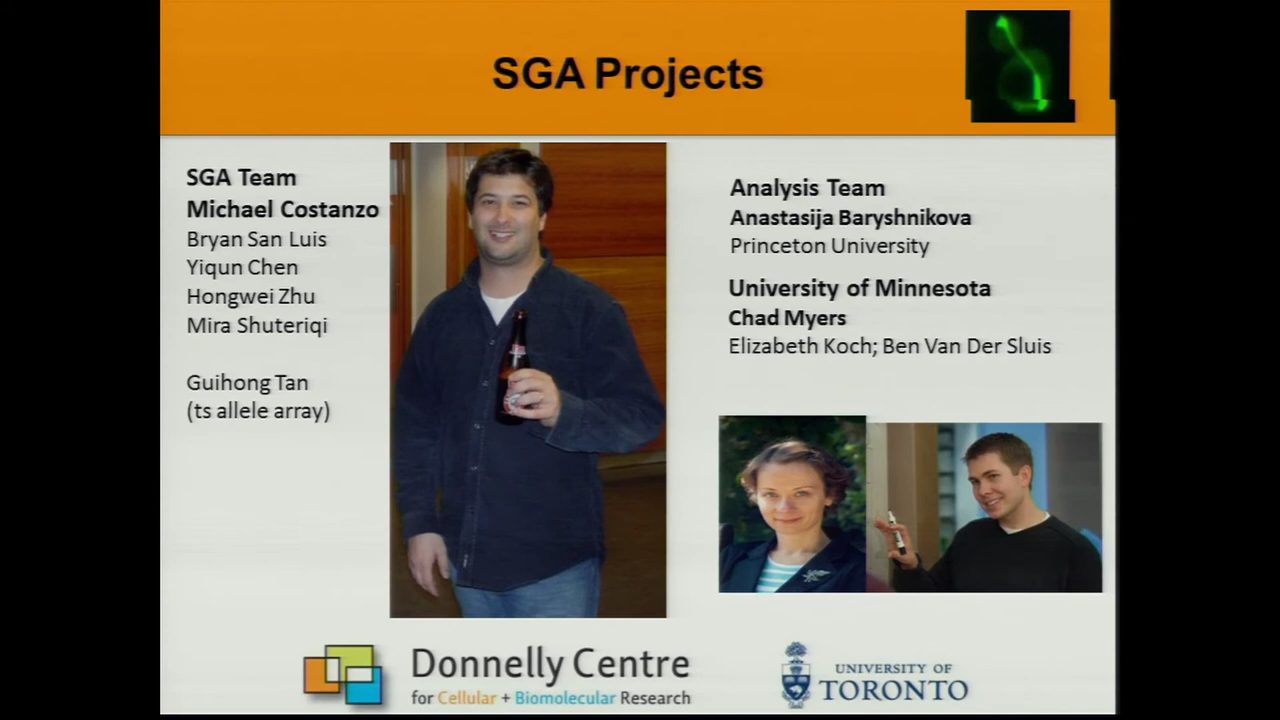 SGA Projects
SGA Team
Michael Costanzo
Bryan San Luis
Yiqun Chen
Hongwei Zhu
Mira Shuteriqi
Guihong Tan
(ts allele array)
Analysis Team
Anastasija Baryshnikova
Princeton University
University of Minnesota
Chad Myers
Elizabeth Koch; Ben Van Der Sluis
Donnelly Centre
for Cellular + Biomolecular Research
UNIVERSITY OF
TORONTO